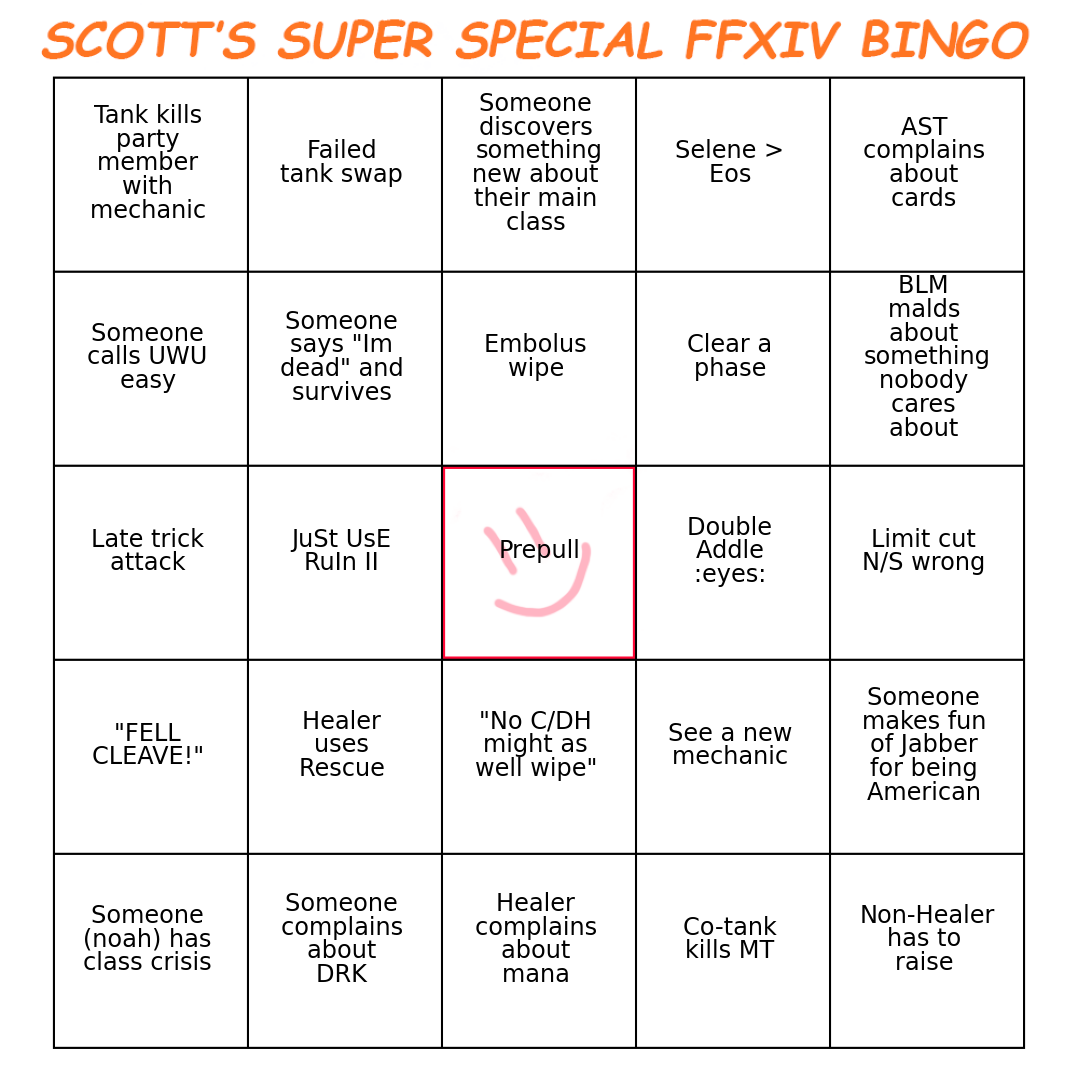 SCOTT'S SUPER SPECIAL FFXIV BINGO
Tank kills
party
member
with
mechanic
Failed
tank swap
Someone
discovers
something
new about
their main
class
Selene >
Eos
AST
complains
about
cards
Someone
calls UWU
easy
Someone
says "Im
dead" and
survives
Embolus
wipe
Clear a
phase
BLM
malds
about
something
nobody
cares
about
Late trick
attack
JuSt UsE
RuIn II
Prepull
Double
Addle
:eyes:
Limit cut
N/S wrong
"FELL
CLEAVE!"
Healer
uses
Rescue
"No C/DH
might as
well wipe"
See a new
mechanic
Someone
makes fun
of Jabber
for being
American
Someone
(noah) has
class crisis
Someone
complains
about
DRK
Healer
complains
about
mana
Co-tank
kills MT
Non-Healer
has to
raise